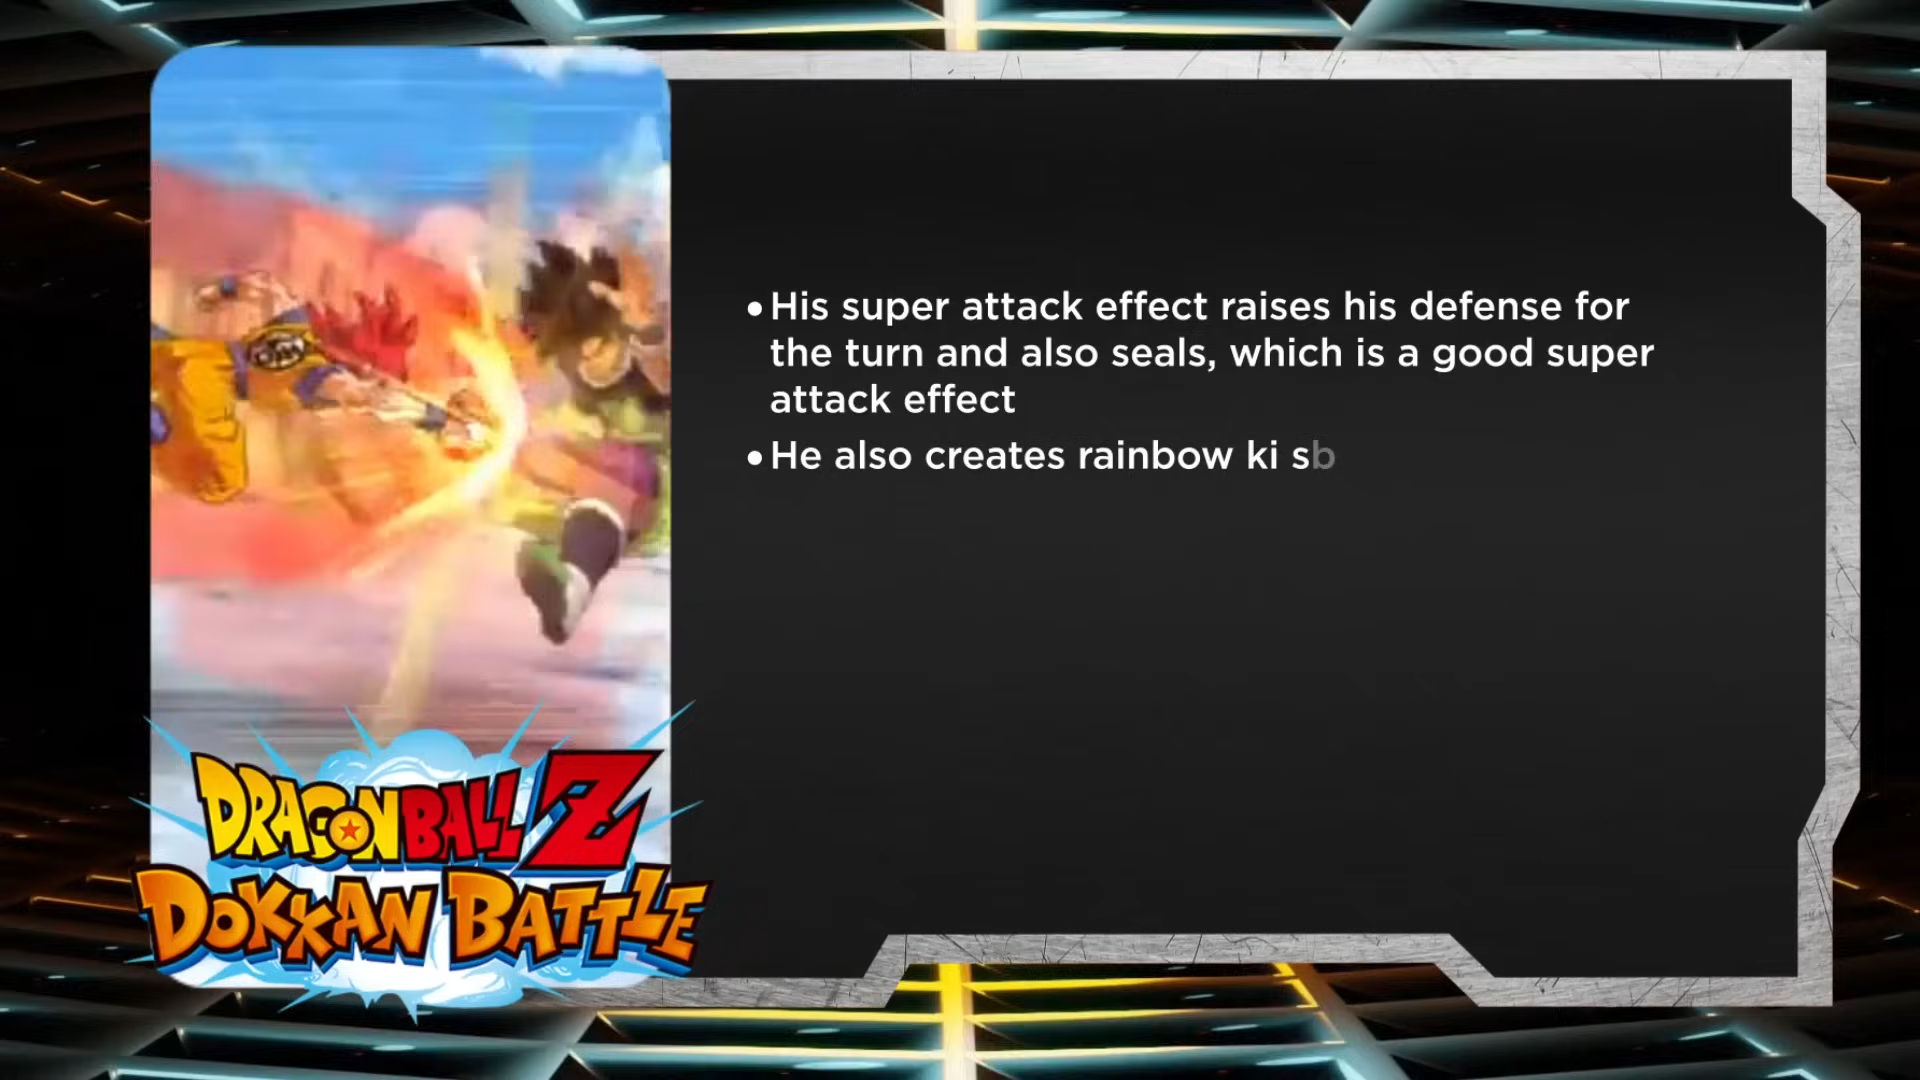 • His super attack effect raises his defense for
the turn and also seals, which is a good super
attack effect
• He also creates rainbow ki sb
DRAGON BALL Z
DOKKAN BATTLE